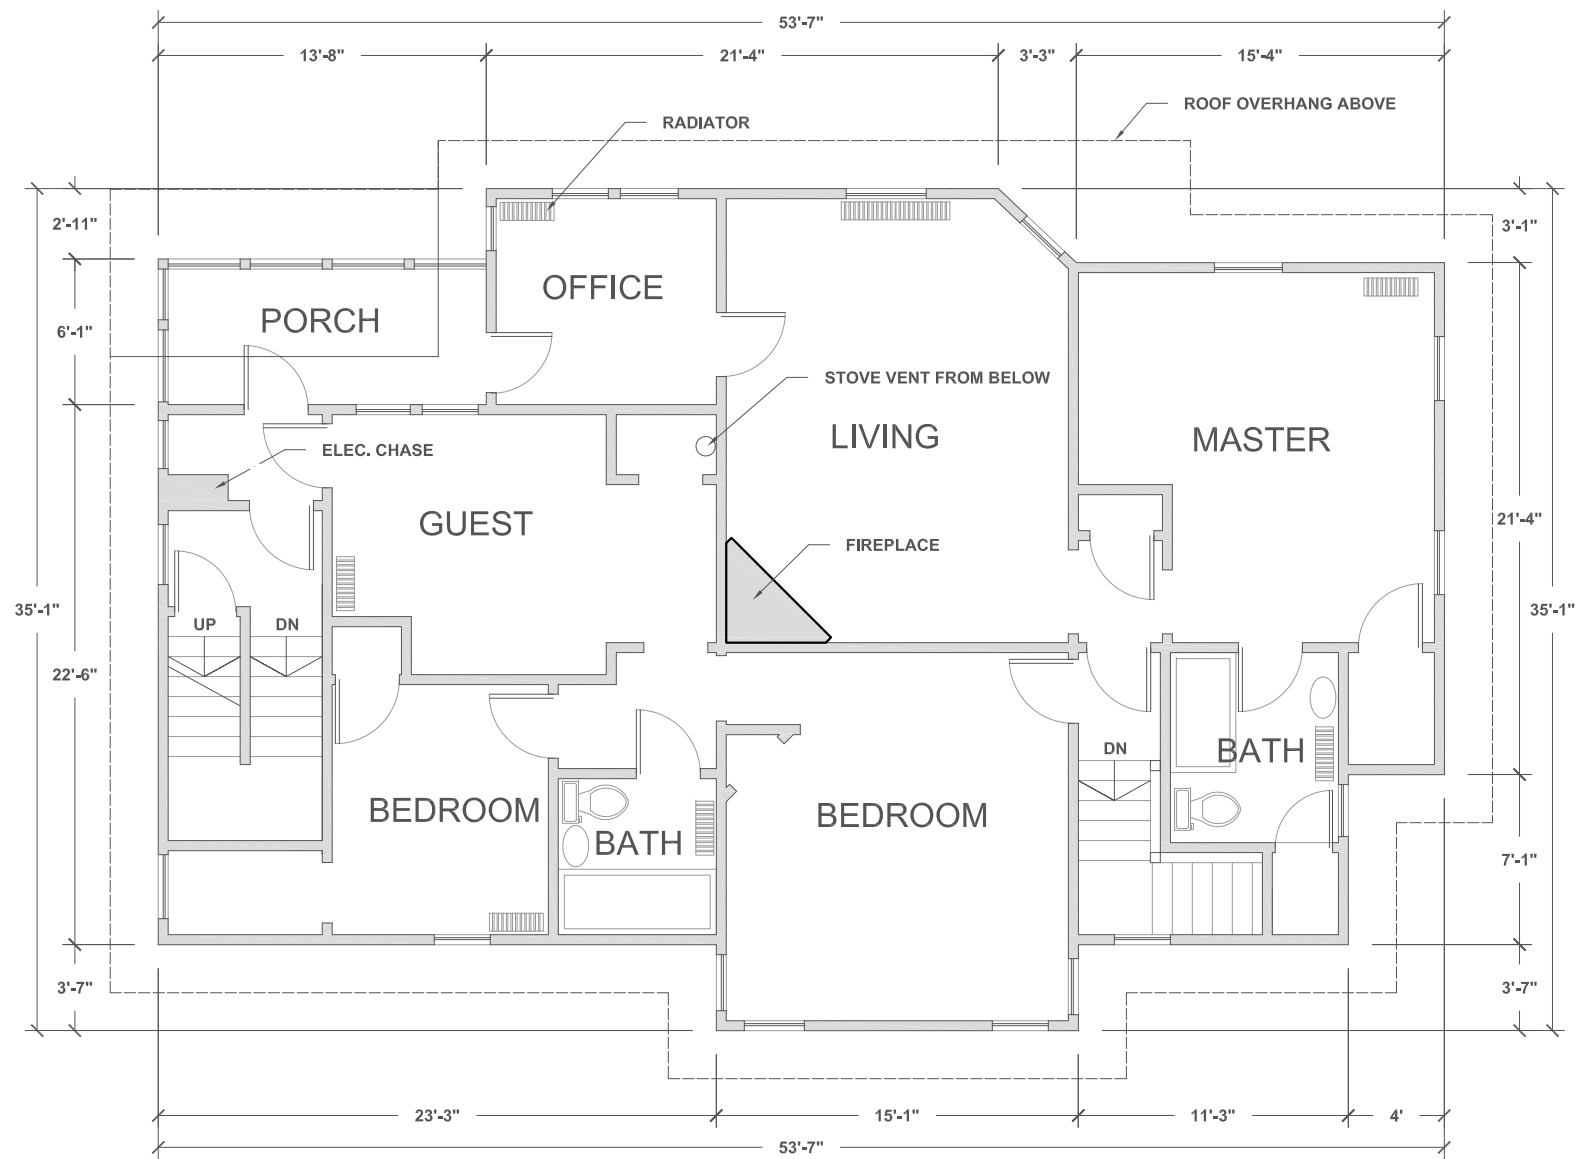 53'-7"
13'-8"
21'-4"
3'-3"
15'-4"
ROOF OVERHANG ABOVE
RADIATOR
2'-11"
3'-1"
OFFICE
PORCH
6'-1"
STOVE VENT FROM BELOW
LIVING
MASTER
ELEC. CHASE
GUEST
21'-4"
FIREPLACE
35'-1"
35'-1"
UP
DN
22'-6"
DN
BATH
BEDROOM
BEDROOM
BATH
7'-1"
3'-7"
3'-7"
23'-3"
15'-1"
11'-3"
4'
53'-7"